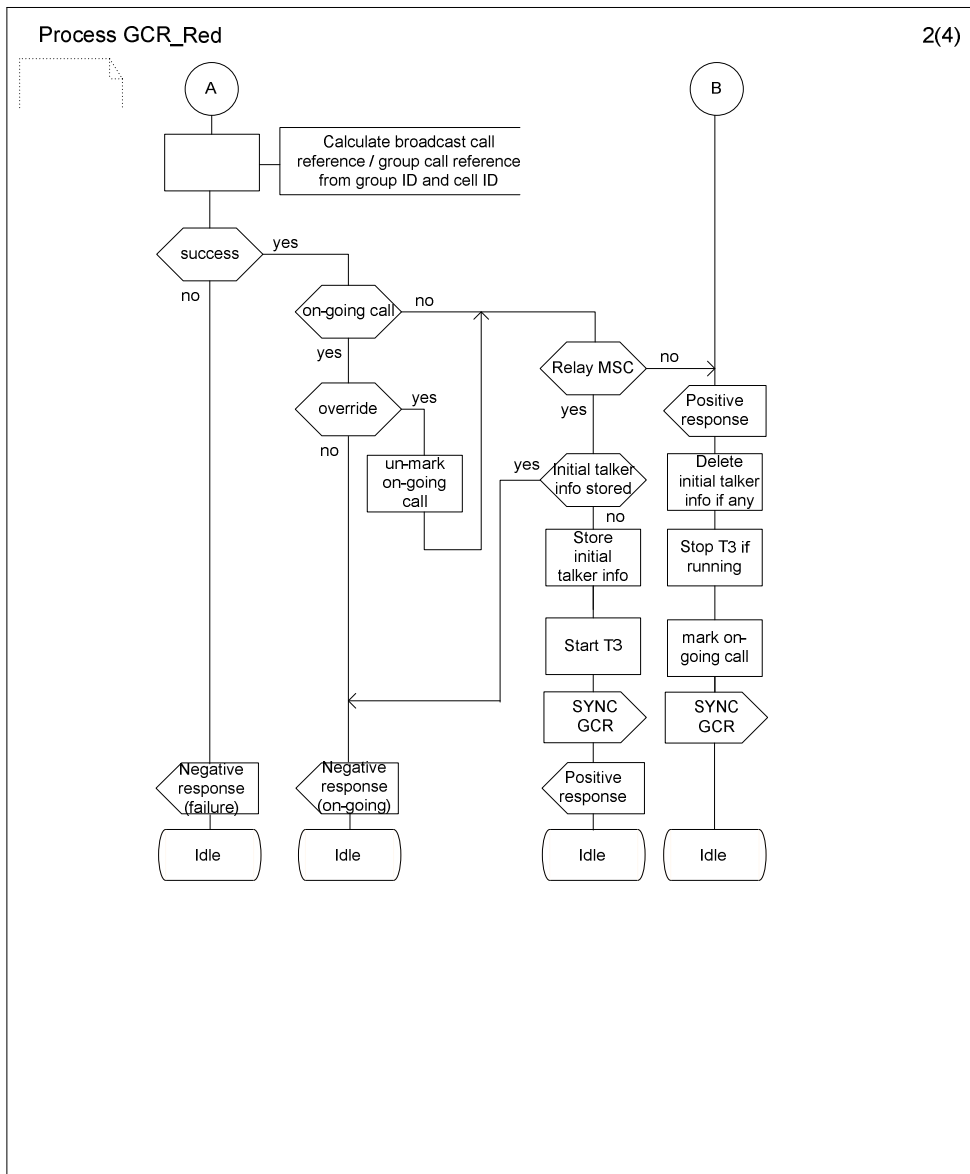 Process GCR_Red
2(4)
A
B
Calculate broadcast call
reference / group call reference
from group ID and cell ID
success
yes
no
on-going call
no
yes
Relay MSC
no
yes
override
yes
no
Positive
response
un-mark
on-going
call
yes
Initial talker
info stored
no
Delete
initial talker
info if any
Store
initial
talker info
Stop T3 if
running
Start T3
mark on-
going call
SYNC
GCR
SYNC
GCR
Negative
response
(failure)
Negative
response
(on-going)
Positive
response
Idle
Idle
Idle
Idle